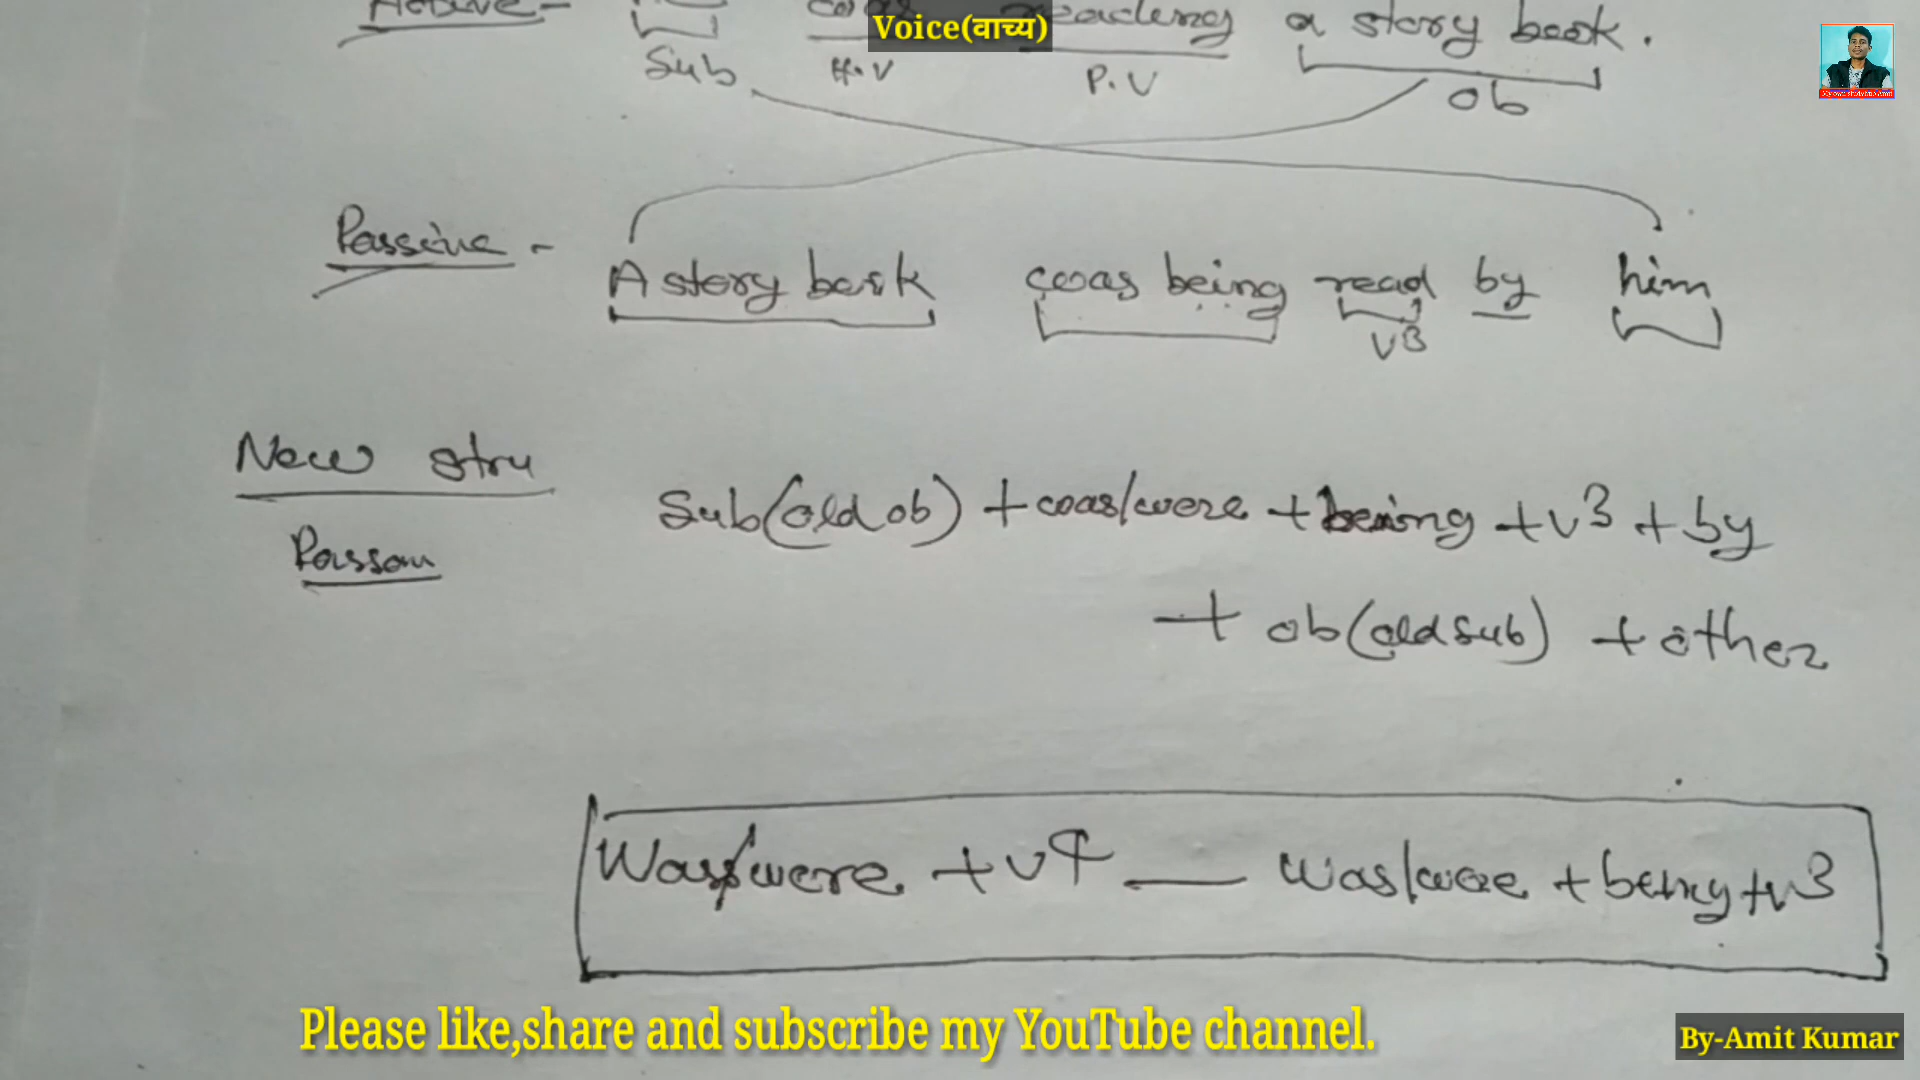 Active -
reading a story book.
Voice(वाच्य)
Sub H.V P.V ob
Passive - A story book was being read by him
V3
New stru
Sub(old ob) + was/were + being + v3 + by
+ ob(old sub) + other
Was/were + v4 — was/were + being + v3
Please like,share and subscribe my YouTube channel.
By-Amit Kumar